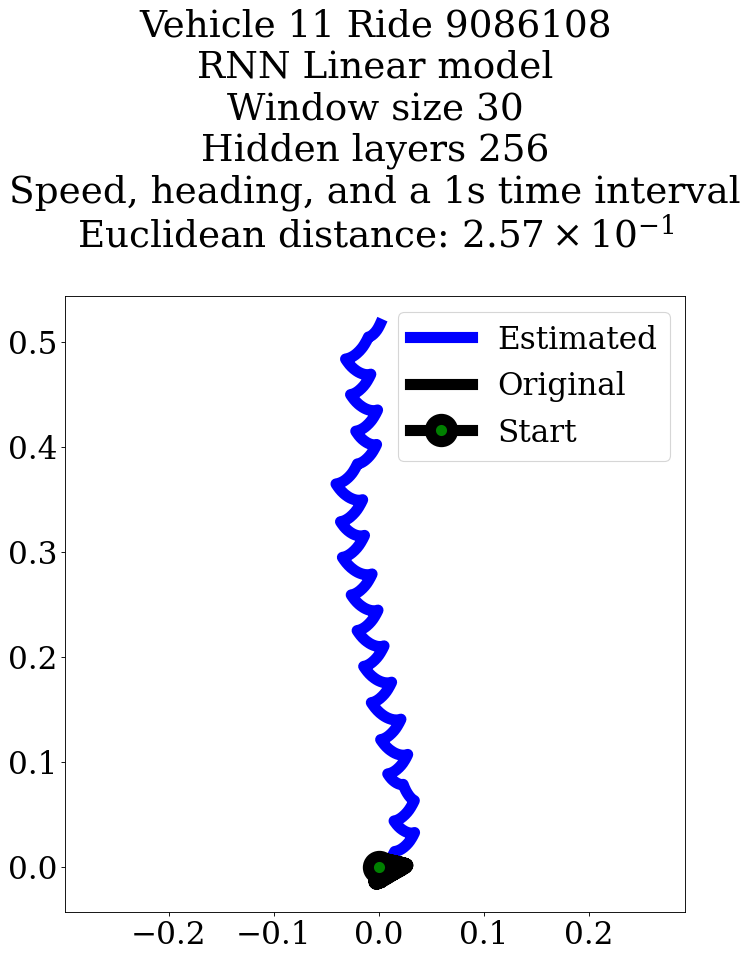 Vehicle 11 Ride 9086108
RNN Linear model
Window size 30
Hidden layers 256
Speed, heading, and a 1s time interval
Euclidean distance: 2.57 × 10⁻¹
Estimated
Original
Start
0.5
0.4
0.3
0.2
0.1
0.0
−0.2 −0.1 0.0 0.1 0.2